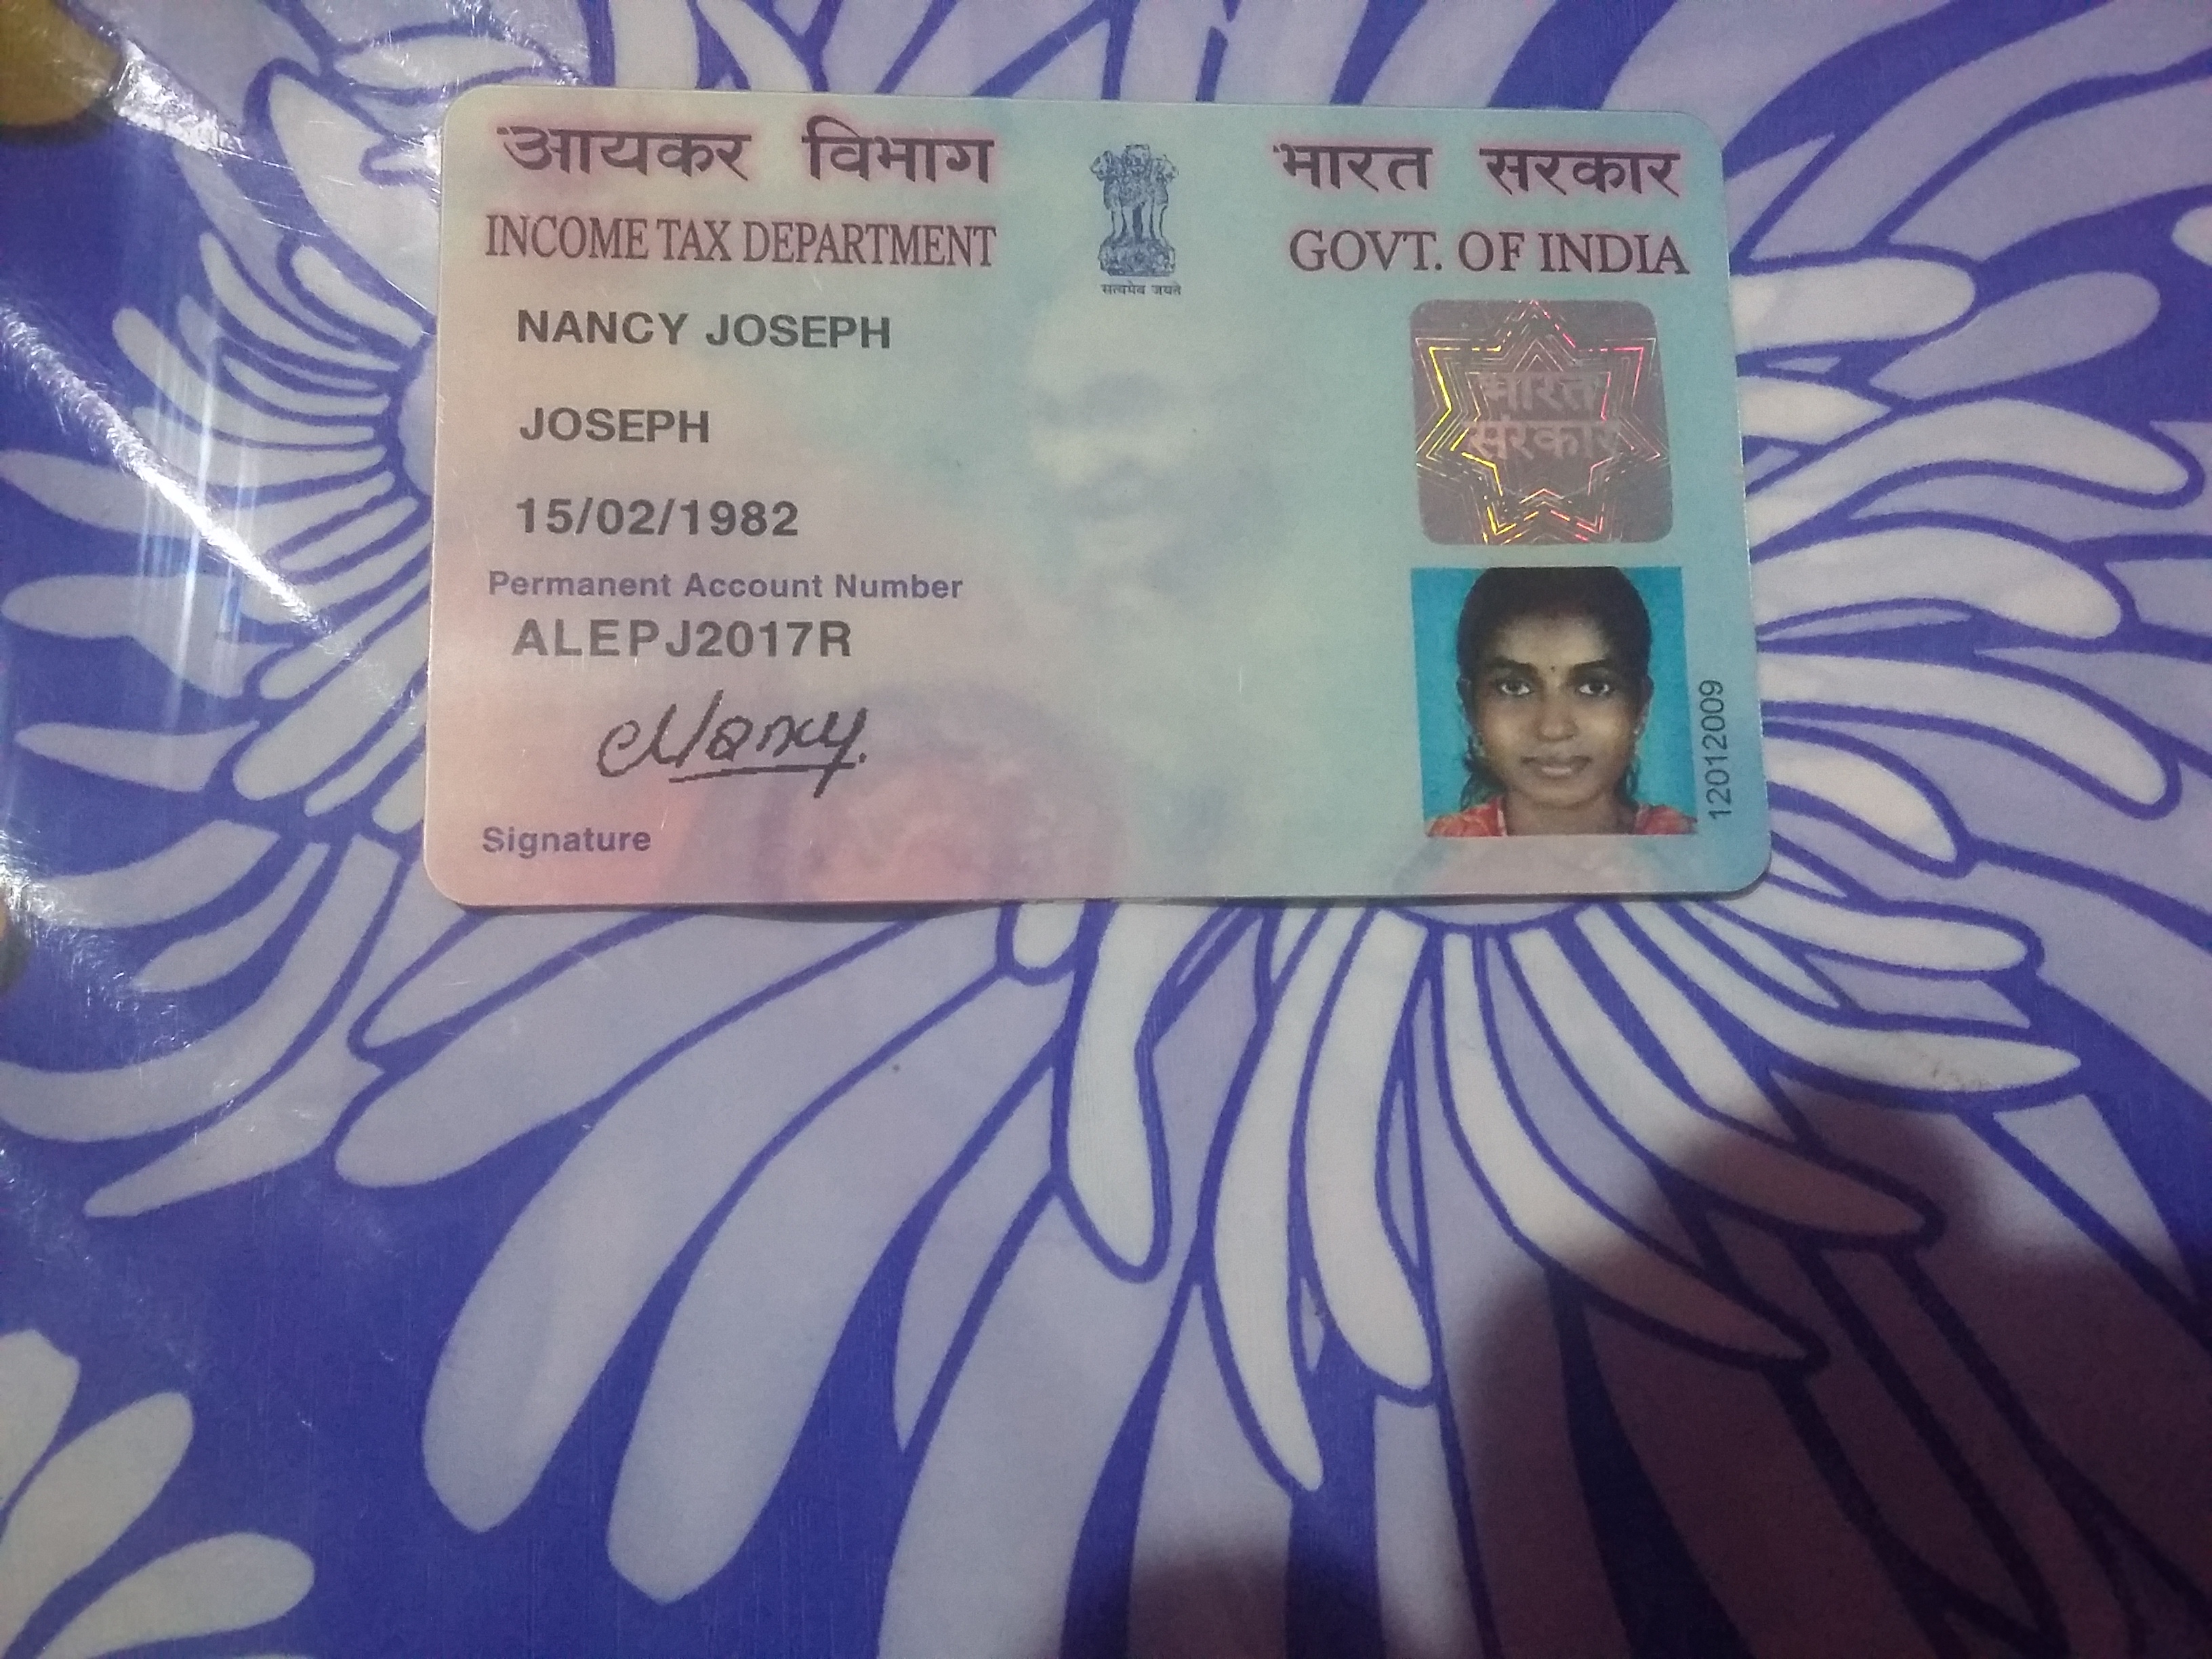 आयकर विभाग
INCOME TAX DEPARTMENT
सत्यमेव जयते
भारत सरकार
GOVT. OF INDIA
NANCY JOSEPH
JOSEPH
15/02/1982
Permanent Account Number
ALEPJ2017R
Nancy.
Signature
भारत
सरकार
12012009